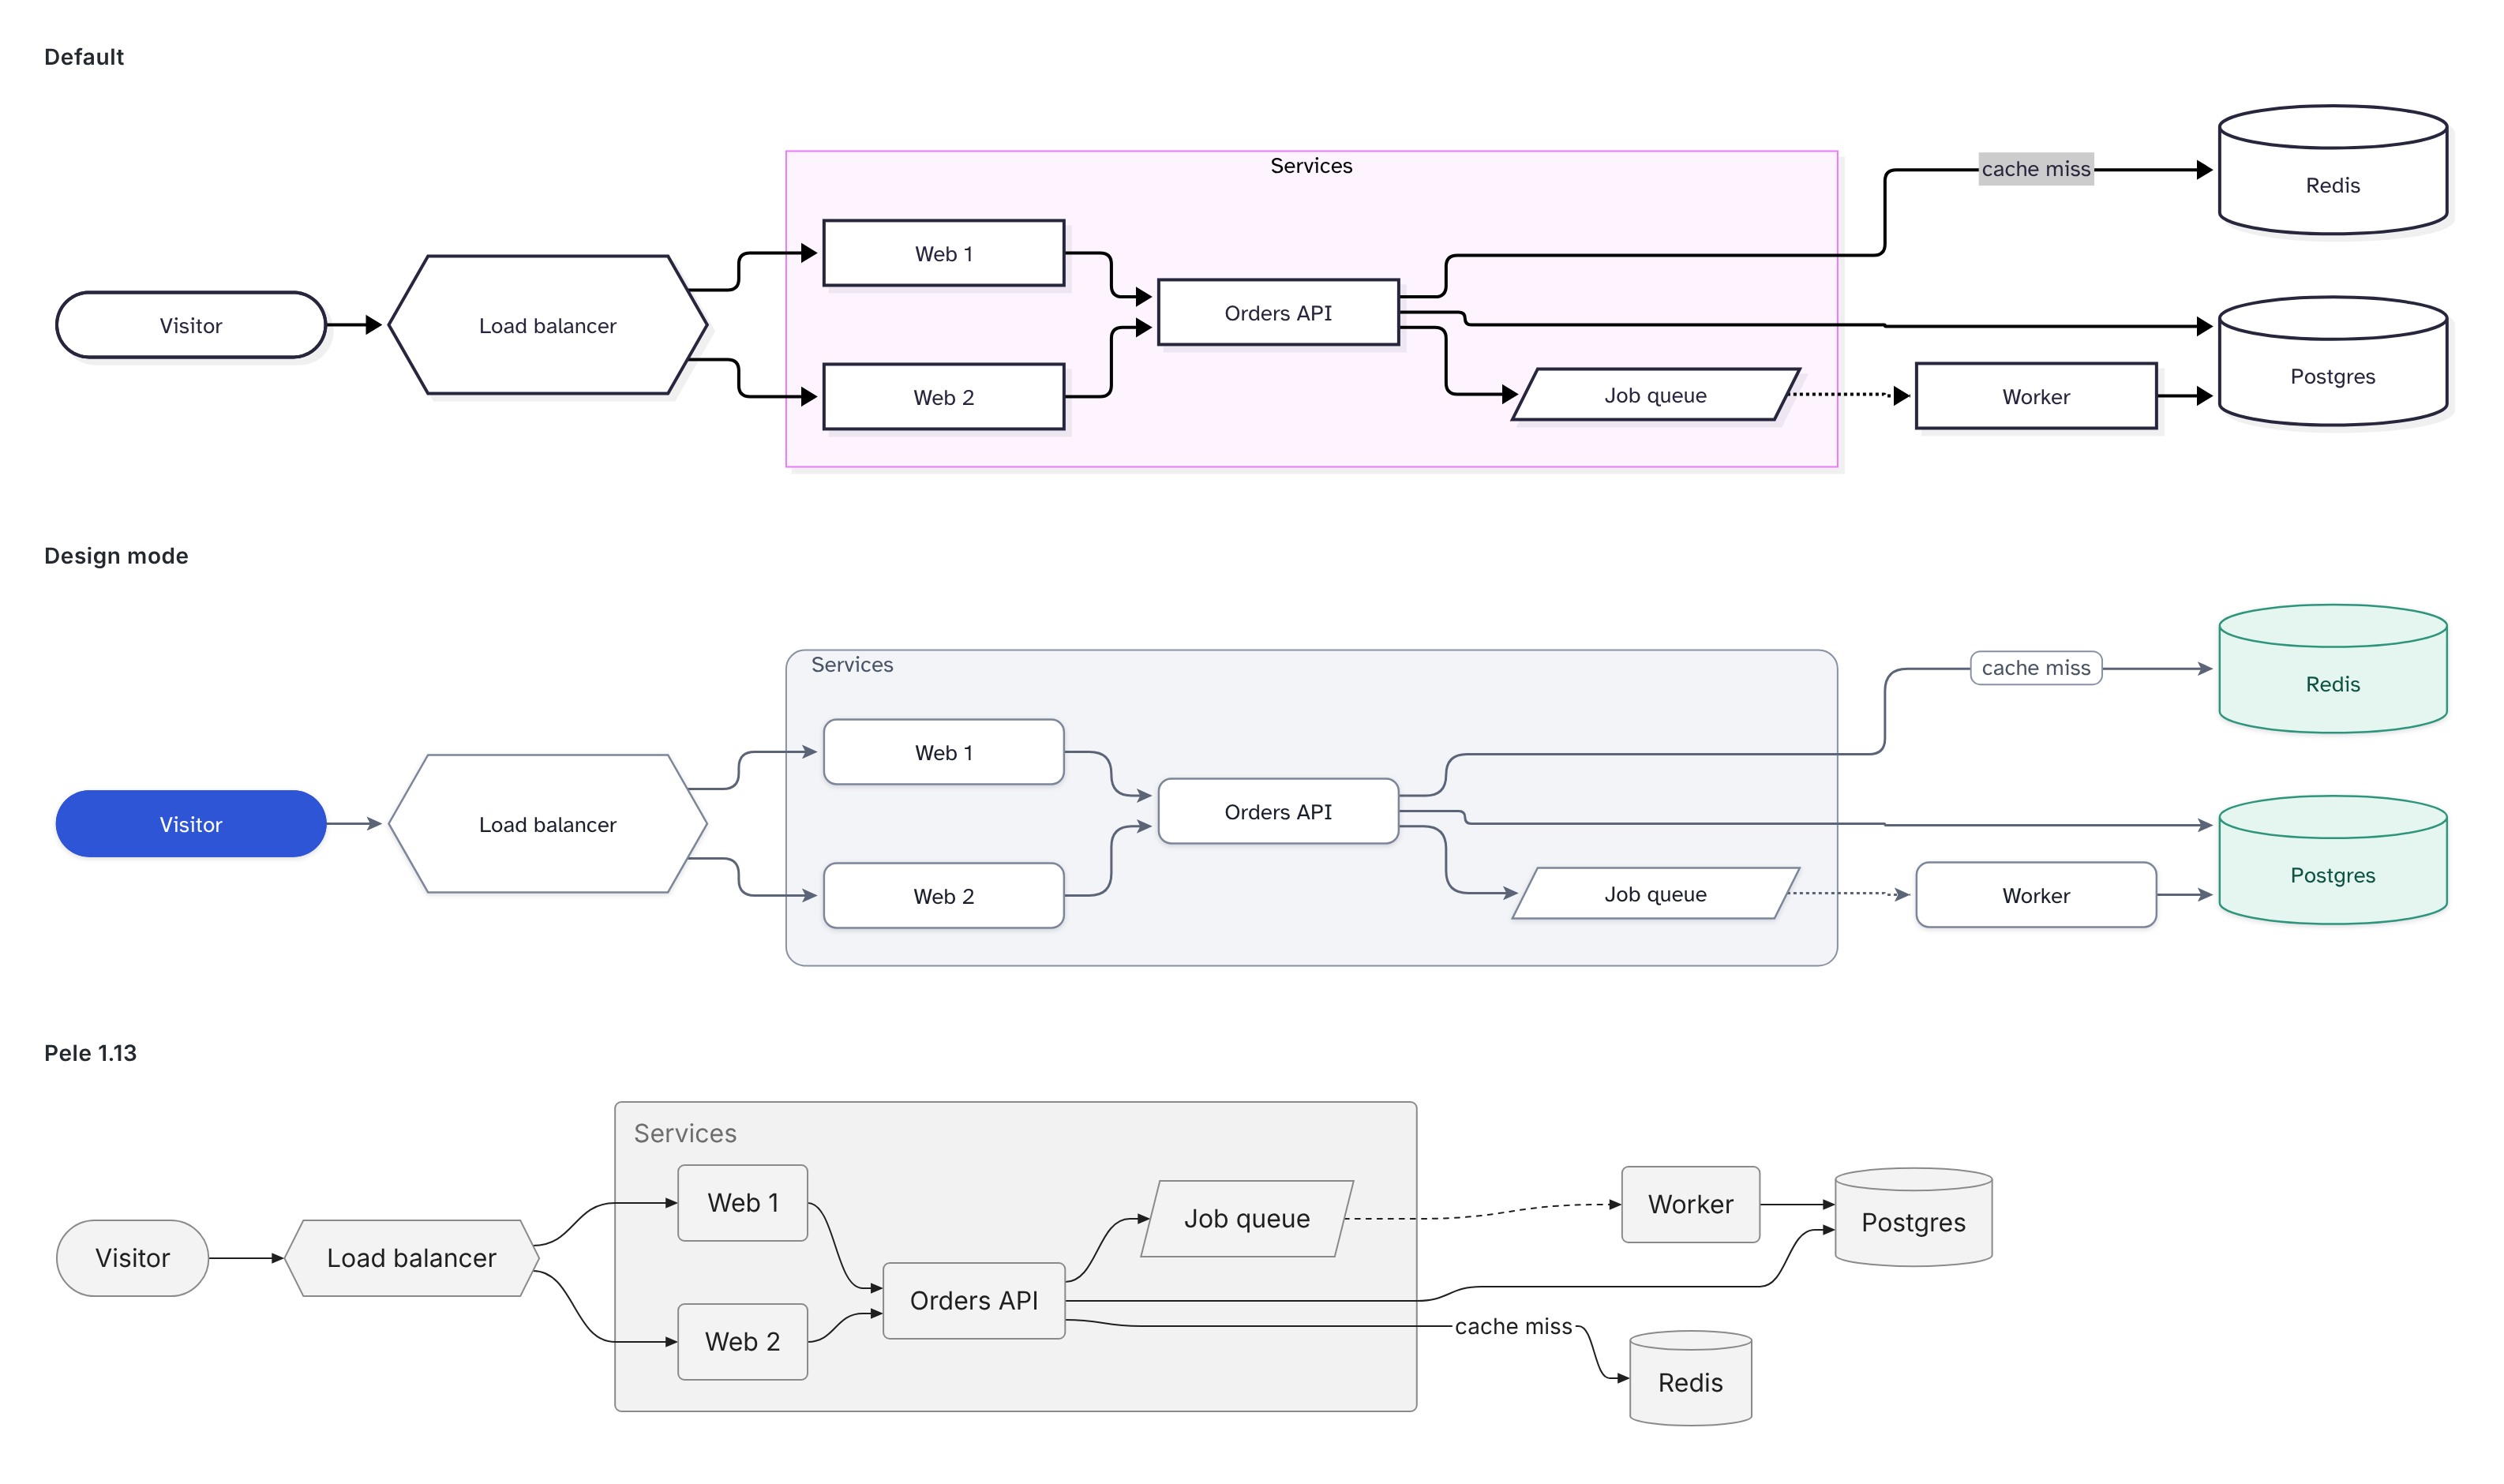 Default
Services
cache miss
Redis
Web 1
Visitor
Load balancer
Orders API
Postgres
Web 2
Job queue
Worker
Design mode
Services
cache miss
Redis
Web 1
Visitor
Load balancer
Orders API
Postgres
Web 2
Job queue
Worker
Pele 1.13
Services
Web 1
Job queue
Worker
Postgres
Visitor
Load balancer
Orders API
cache miss
Web 2
Redis